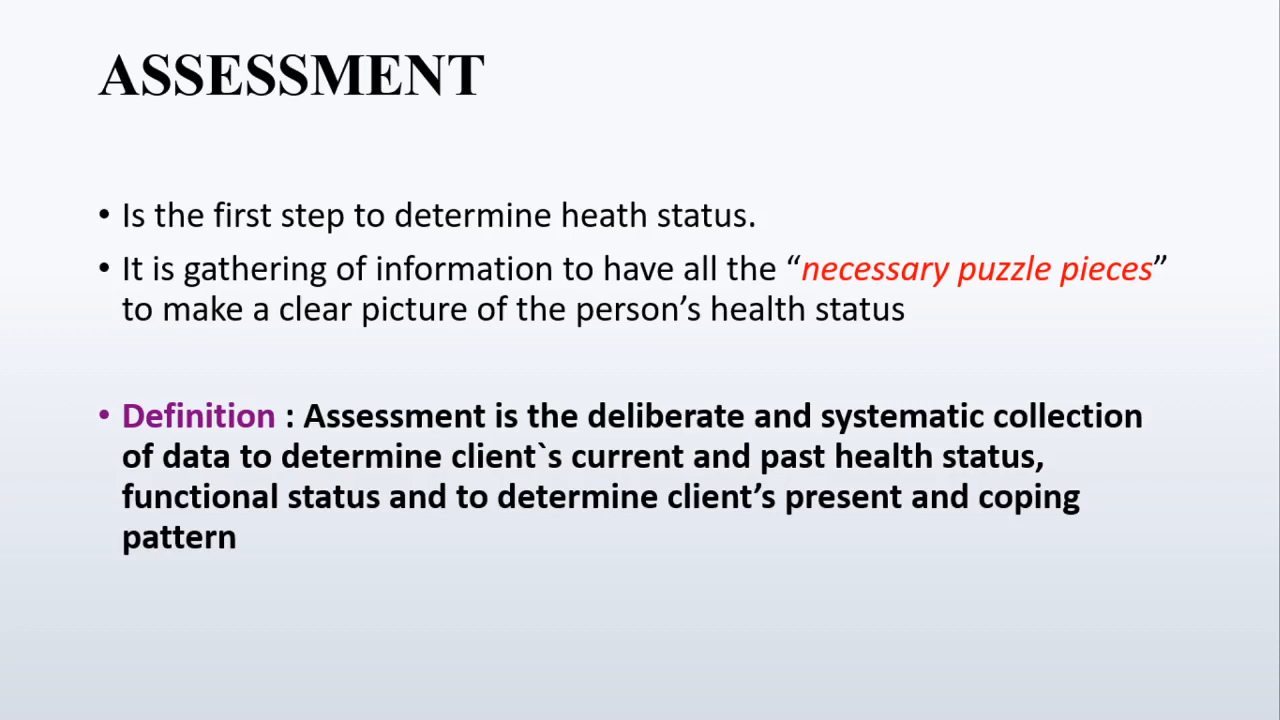 ASSESSMENT
• Is the first step to determine heath status.
• It is gathering of information to have all the “necessary puzzle pieces”
to make a clear picture of the person’s health status
• Definition : Assessment is the deliberate and systematic collection
of data to determine client`s current and past health status,
functional status and to determine client’s present and coping
pattern